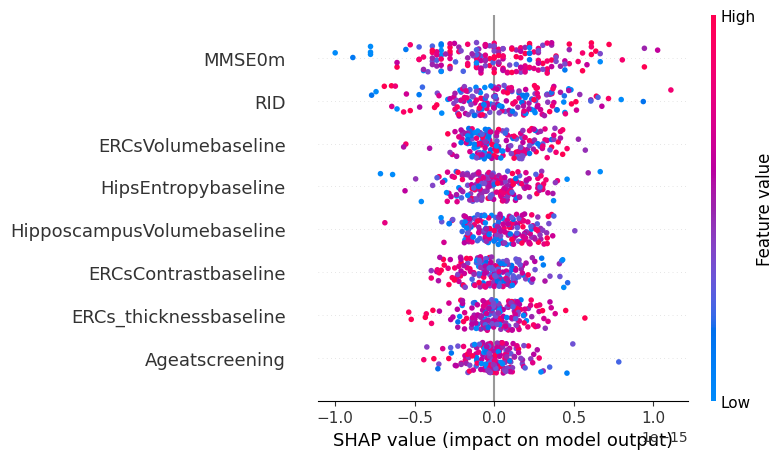 High
MMSE0m
RID
ERCsVolumebaseline
HipsEntropybaseline
HipposcampusVolumebaseline
ERCsContrastbaseline
ERCs_thicknessbaseline
Ageatscreening
Feature value
Low
−1.0 −0.5 0.0 0.5 1.0
1e−15
SHAP value (impact on model output)